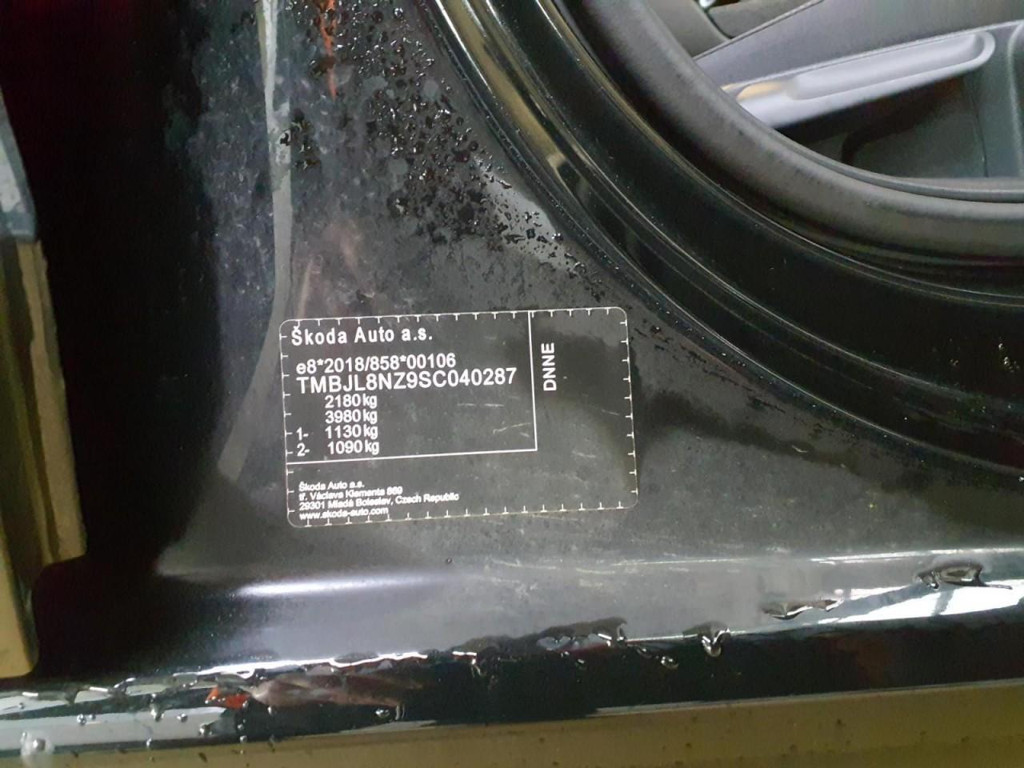 Škoda Auto a.s.
e8*2018/858*00106
TMBJL8NZ9SC040287
2180 kg
3980 kg
1- 1130 kg
2- 1090 kg
DNNE
Škoda Auto a.s.
tř. Václava Klementa 869
29301 Mladá Boleslav, Czech Republic
www.skoda-auto.com